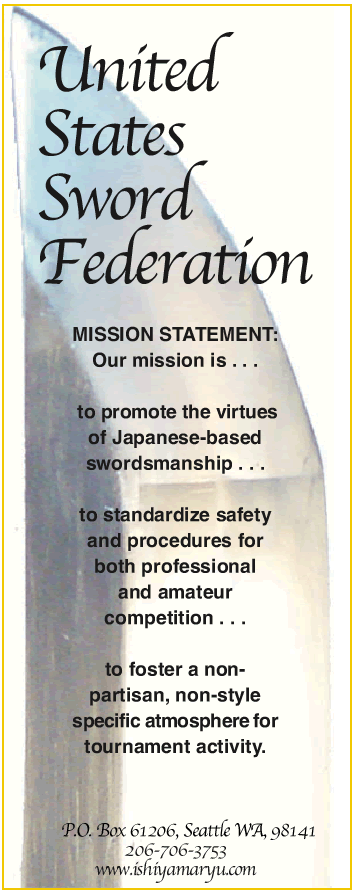 United
States
Sword
Federation
MISSION STATEMENT:
Our mission is . . .
to promote the virtues
of Japanese-based
swordsmanship . . .
to standardize safety
and procedures for
both professional
and amateur
competition . . .
to foster a non-
partisan, non-style
specific atmosphere for
tournament activity.
P.O. Box 61206, Seattle WA, 98141
206-706-3753
www.ishiyamaryu.com